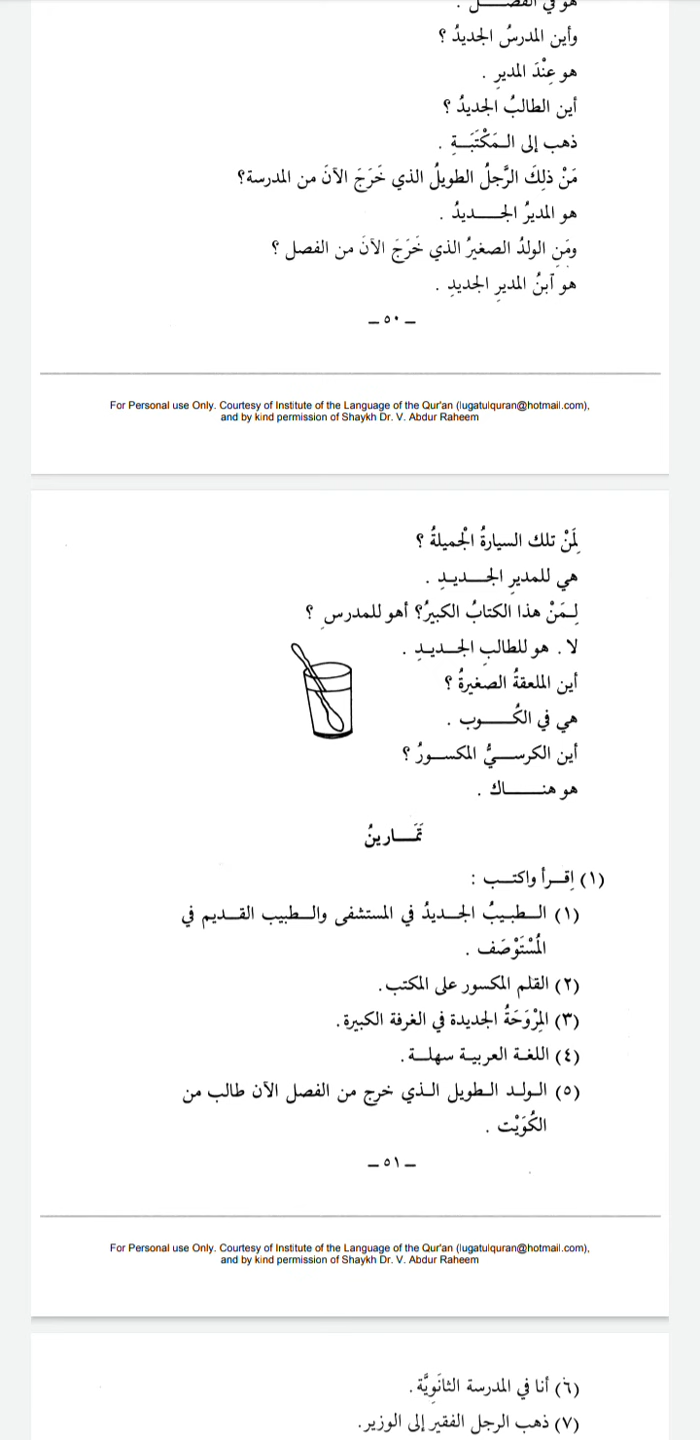 هو في الفصل .
وأين المدرسُ الجديدُ ؟
هو عِنْدَ المديرِ .
أين الطالبُ الجديدُ ؟
ذهب إلى المَكْتَبَةِ .
مَنْ ذلِكَ الرَّجلُ الطويلُ الذي خَرَجَ الآنَ من المدرسة؟
هو المديرُ الجديدُ .
ومَنِ الولدُ الصغيرُ الذي خَرَجَ الآنَ من الفصل ؟
هو ٱبنُ المديرِ الجديدِ .
– ٥٠ –
For Personal use Only. Courtesy of Institute of the Language of the Qur'an (lugatulquran@hotmail.com),
and by kind permission of Shaykh Dr. V. Abdur Raheem
لِمَنْ تلك السيارةُ الْجميلةُ ؟
هي للمديرِ الجديدِ .
لِمَنْ هذا الكتابُ الكبيرُ؟ أهو للمدرسِ ؟
لا . هو للطالبِ الجديدِ .
أين الملعقةُ الصغيرةُ ؟
هي في الكُوب .
أين الكرسيُّ المكسورُ ؟
هو هناك .
تَمَارينُ
(١) إقرأ واكتب :
(١) الطبيبُ الجديدُ في المستشفى والطبيب القديم في
المُسْتَوْصَف .
(٢) القلم المكسور على المكتب.
(٣) المِرْوَحَةُ الجديدة في الغرفة الكبيرة.
(٤) اللغة العربية سهلة.
(٥) الولد الطويل الذي خرج من الفصل الآن طالب من
الكُوَيْت .
– ٥١ –
For Personal use Only. Courtesy of Institute of the Language of the Qur'an (lugatulquran@hotmail.com),
and by kind permission of Shaykh Dr. V. Abdur Raheem
(٦) أنا في المدرسة الثانَوِيَّة .
(٧) ذهب الرجل الفقير إلى الوزير.